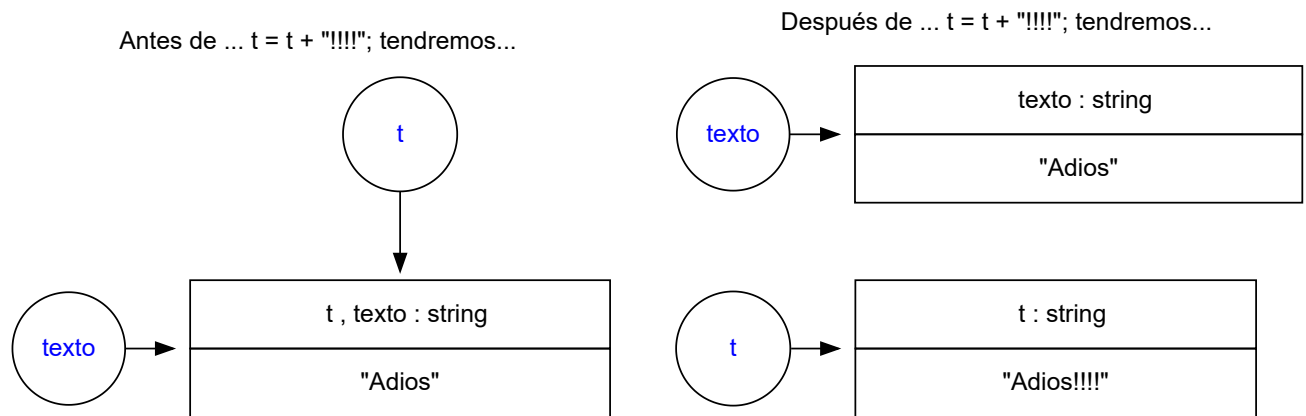 Antes de ... t = t + "!!!!"; tendremos...
t
texto
t , texto : string
"Adios"
Después de ... t = t + "!!!!"; tendremos...
texto
texto : string
"Adios"
t
t : string
"Adios!!!!"